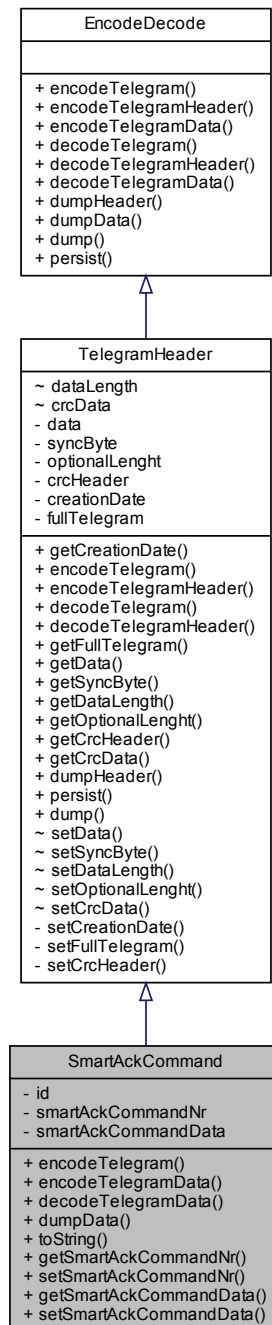 EncodeDecode
+ encodeTelegram()
+ encodeTelegramHeader()
+ encodeTelegramData()
+ decodeTelegram()
+ decodeTelegramHeader()
+ decodeTelegramData()
+ dumpHeader()
+ dumpData()
+ dump()
+ persist()
TelegramHeader
~ dataLength
~ crcData
- data
- syncByte
- optionalLenght
- crcHeader
- creationDate
- fullTelegram
+ getCreationDate()
+ encodeTelegram()
+ encodeTelegramHeader()
+ decodeTelegram()
+ decodeTelegramHeader()
+ getFullTelegram()
+ getData()
+ getSyncByte()
+ getDataLength()
+ getOptionalLenght()
+ getCrcHeader()
+ getCrcData()
+ dumpHeader()
+ persist()
+ dump()
~ setData()
~ setSyncByte()
~ setDataLength()
~ setOptionalLenght()
~ setCrcData()
- setCreationDate()
- setFullTelegram()
- setCrcHeader()
SmartAckCommand
- id
- smartAckCommandNr
- smartAckCommandData
+ encodeTelegram()
+ encodeTelegramData()
+ decodeTelegramData()
+ dumpData()
+ toString()
+ getSmartAckCommandNr()
+ setSmartAckCommandNr()
+ getSmartAckCommandData()
+ setSmartAckCommandData()